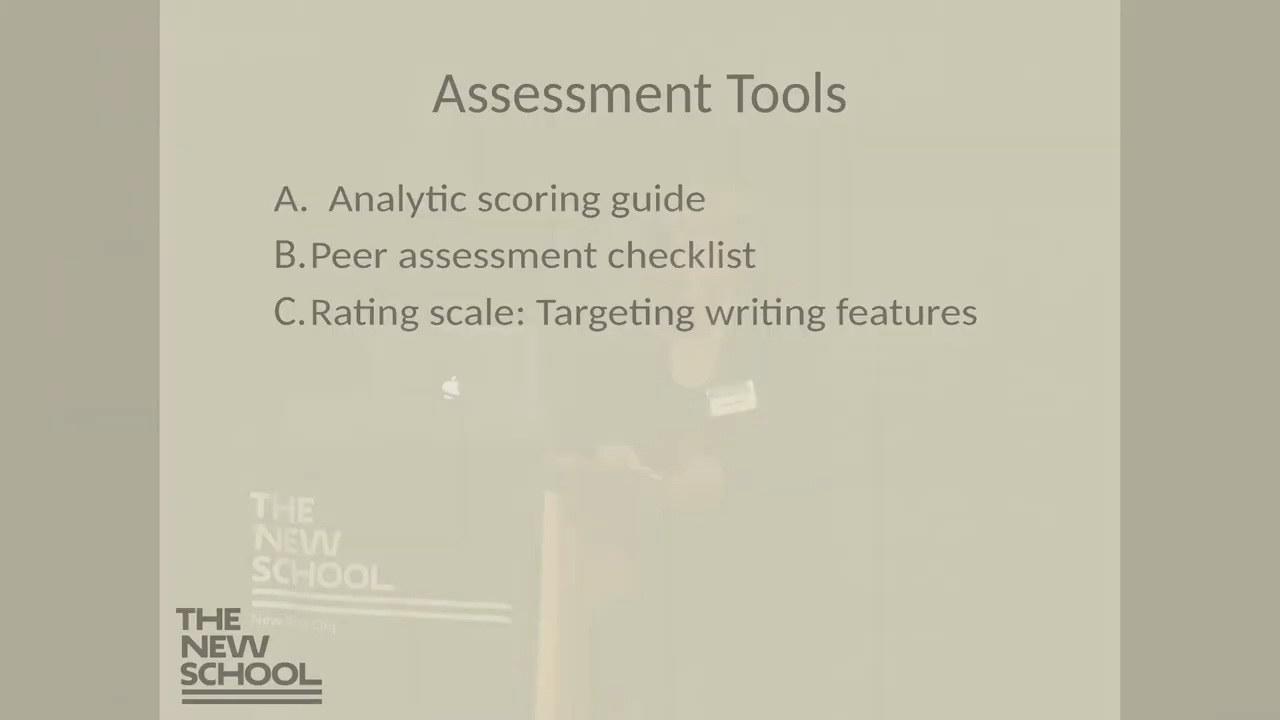 Assessment Tools
A. Analytic scoring guide
B. Peer assessment checklist
C. Rating scale: Targeting writing features
THE
NEW
SCHOOL
New
THE
NEW
SCHOOL